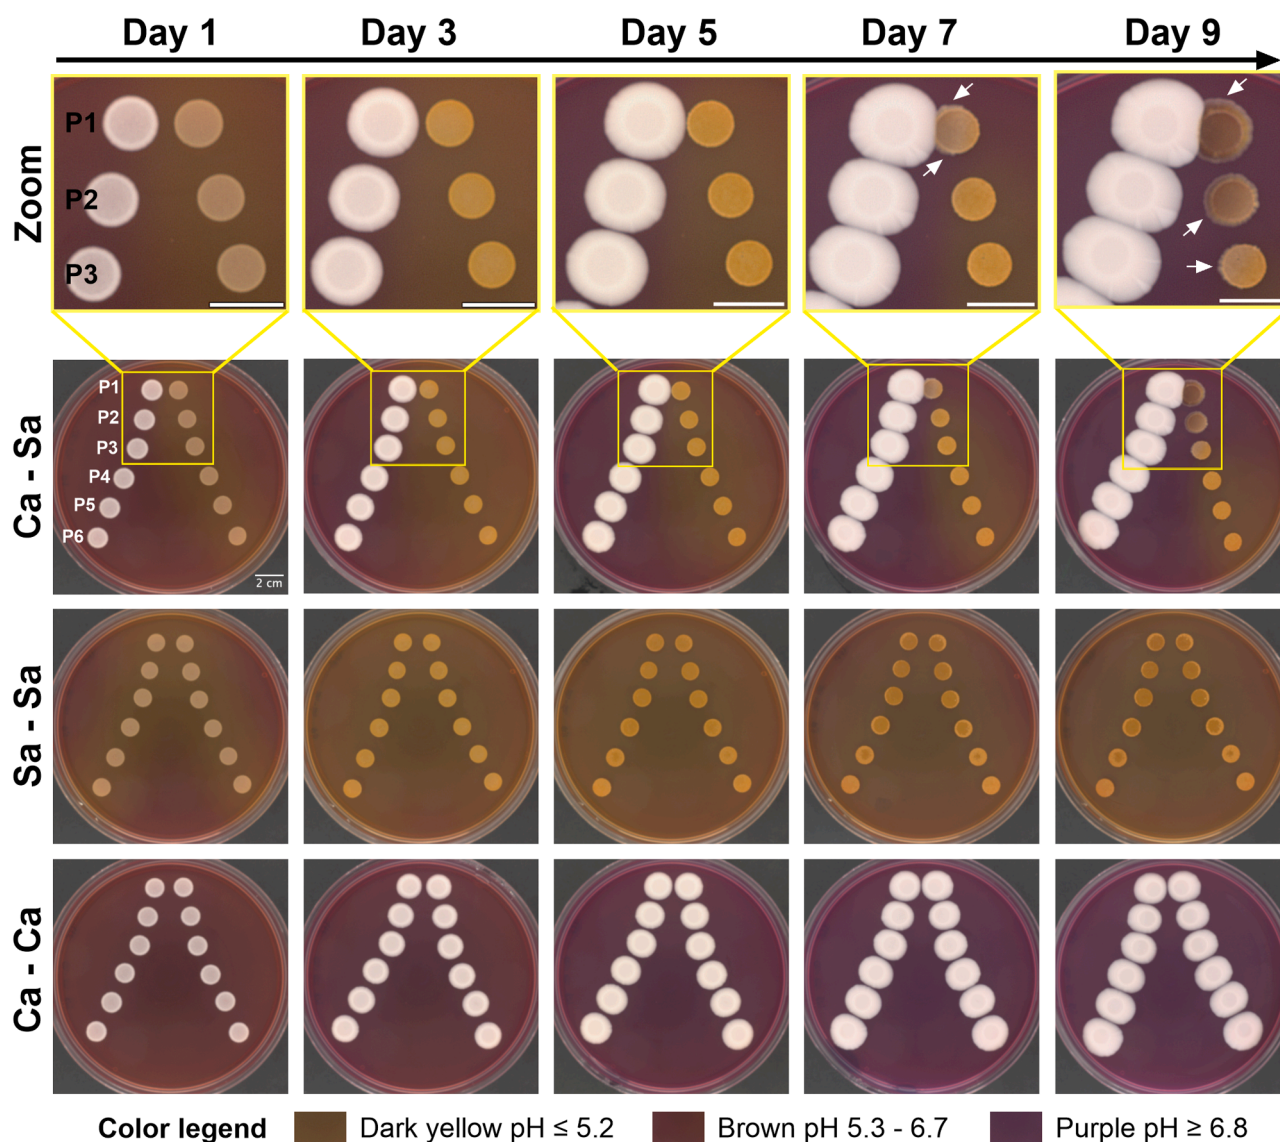 Day 1 Day 3 Day 5 Day 7 Day 9
Zoom
P1
P2
P3
Ca - Sa
P1
P2
P3
P4
P5
P6
2 cm
Sa - Sa
Ca - Ca
Color legend Dark yellow pH ≤ 5.2 Brown pH 5.3 - 6.7 Purple pH ≥ 6.8